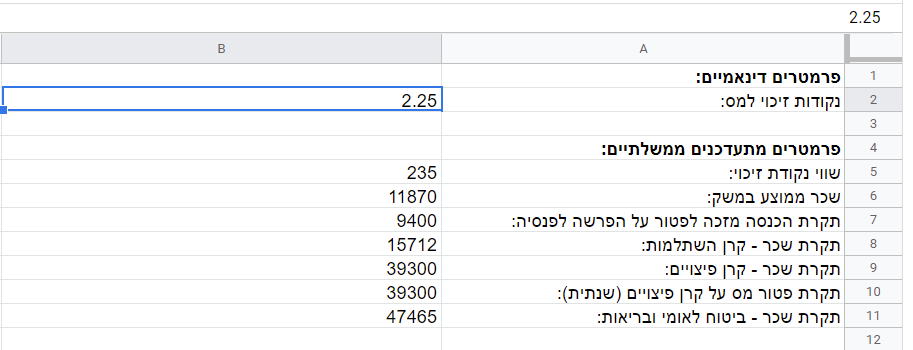 2.25
A B
1 פרמטרים דינאמיים:
2 נקודות זיכוי למס: 2.25
3
4 פרמטרים מתעדכנים ממשלתיים:
5 שווי נקודת זיכוי: 235
6 שכר ממוצע במשק: 11870
7 תקרת הכנסה מזכה לפטור על הפרשה לפנסיה: 9400
8 תקרת שכר - קרן השתלמות: 15712
9 תקרת שכר - קרן פיצויים: 39300
10 תקרת פטור מס על קרן פיצויים (שנתית): 39300
11 תקרת שכר - ביטוח לאומי ובריאות: 47465
12